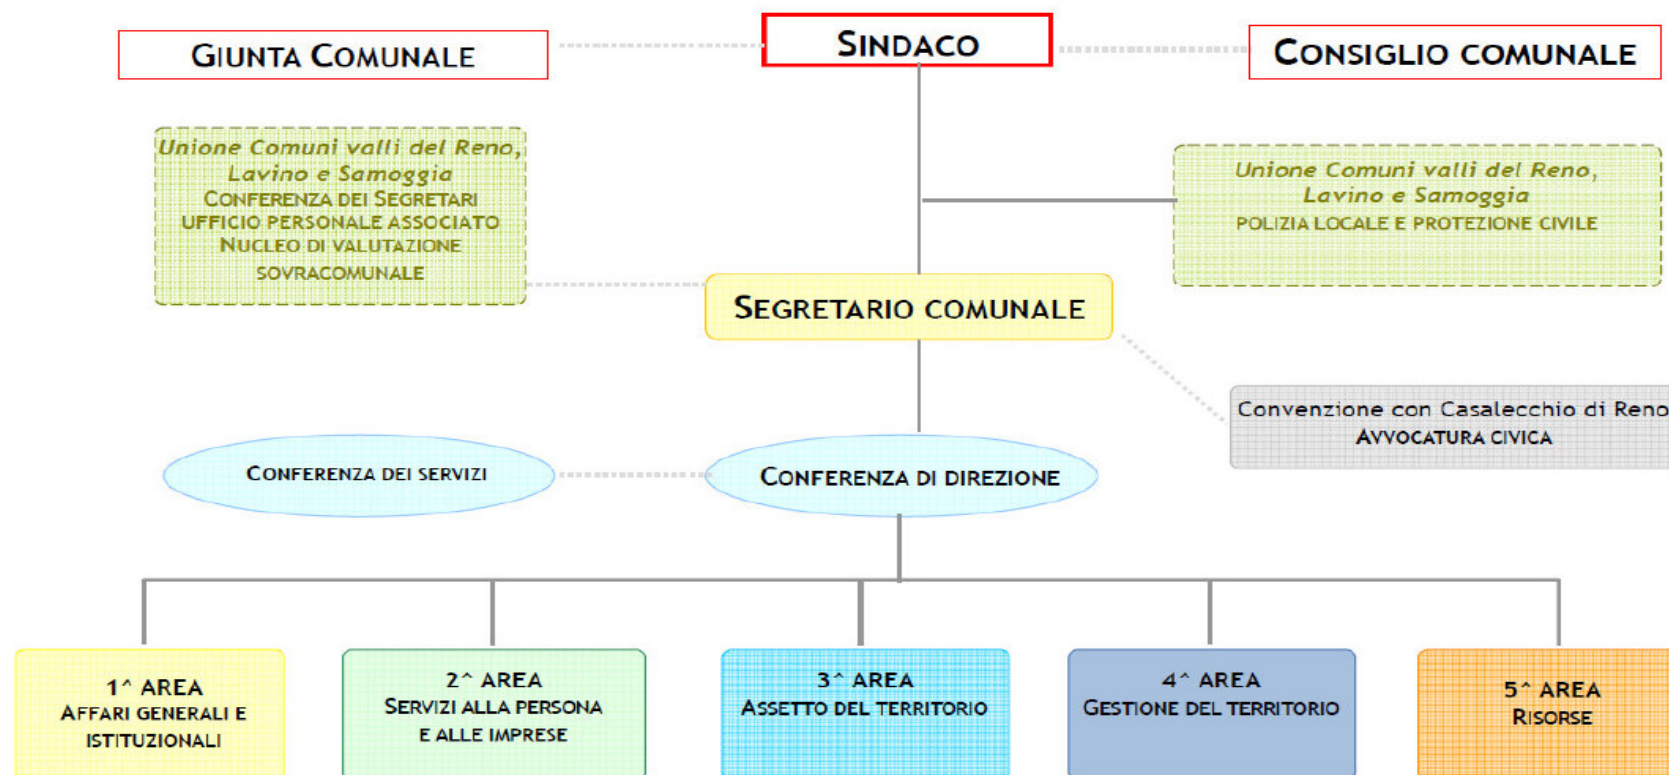 GIUNTA COMUNALE
SINDACO
CONSIGLIO COMUNALE
Unione Comuni valli del Reno,
Lavino e Samoggia
CONFERENZA DEI SEGRETARI
UFFICIO PERSONALE ASSOCIATO
NUCLEO DI VALUTAZIONE
SOVRACOMUNALE
Unione Comuni valli del Reno,
Lavino e Samoggia
POLIZIA LOCALE E PROTEZIONE CIVILE
SEGRETARIO COMUNALE
Convenzione con Casalecchio di Reno
AVVOCATURA CIVICA
CONFERENZA DEI SERVIZI
CONFERENZA DI DIREZIONE
1^ AREA
AFFARI GENERALI E
ISTITUZIONALI
2^ AREA
SERVIZI ALLA PERSONA
E ALLE IMPRESE
3^ AREA
ASSETTO DEL TERRITORIO
4^ AREA
GESTIONE DEL TERRITORIO
5^ AREA
RISORSE